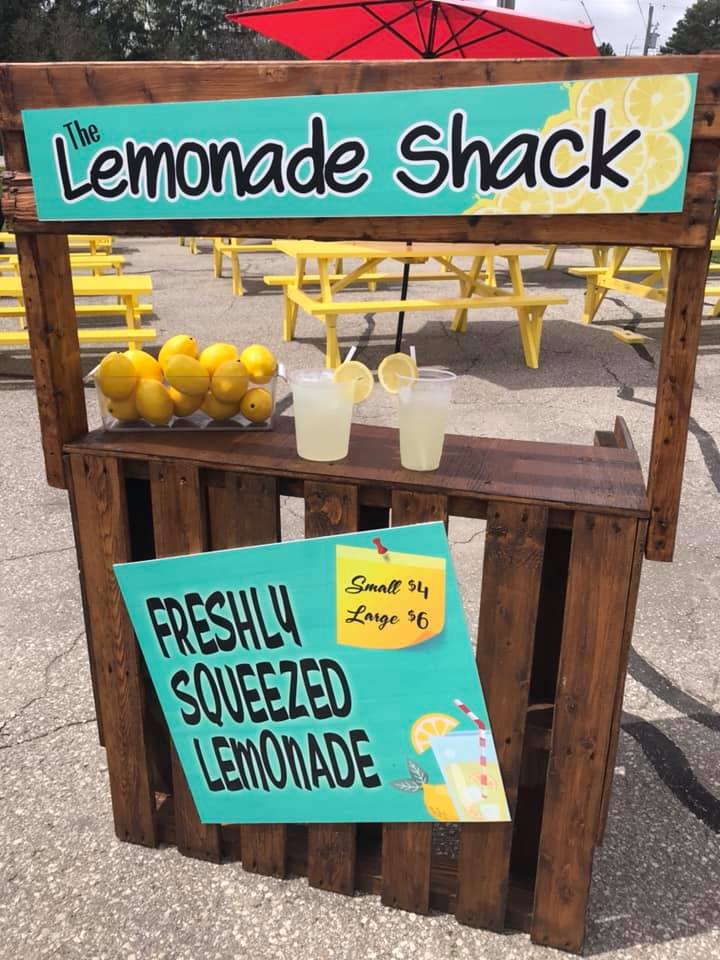 The
Lemonade Shack
Small $4
Large $6
FRESHLY
SQUEEZED
LEMONADE